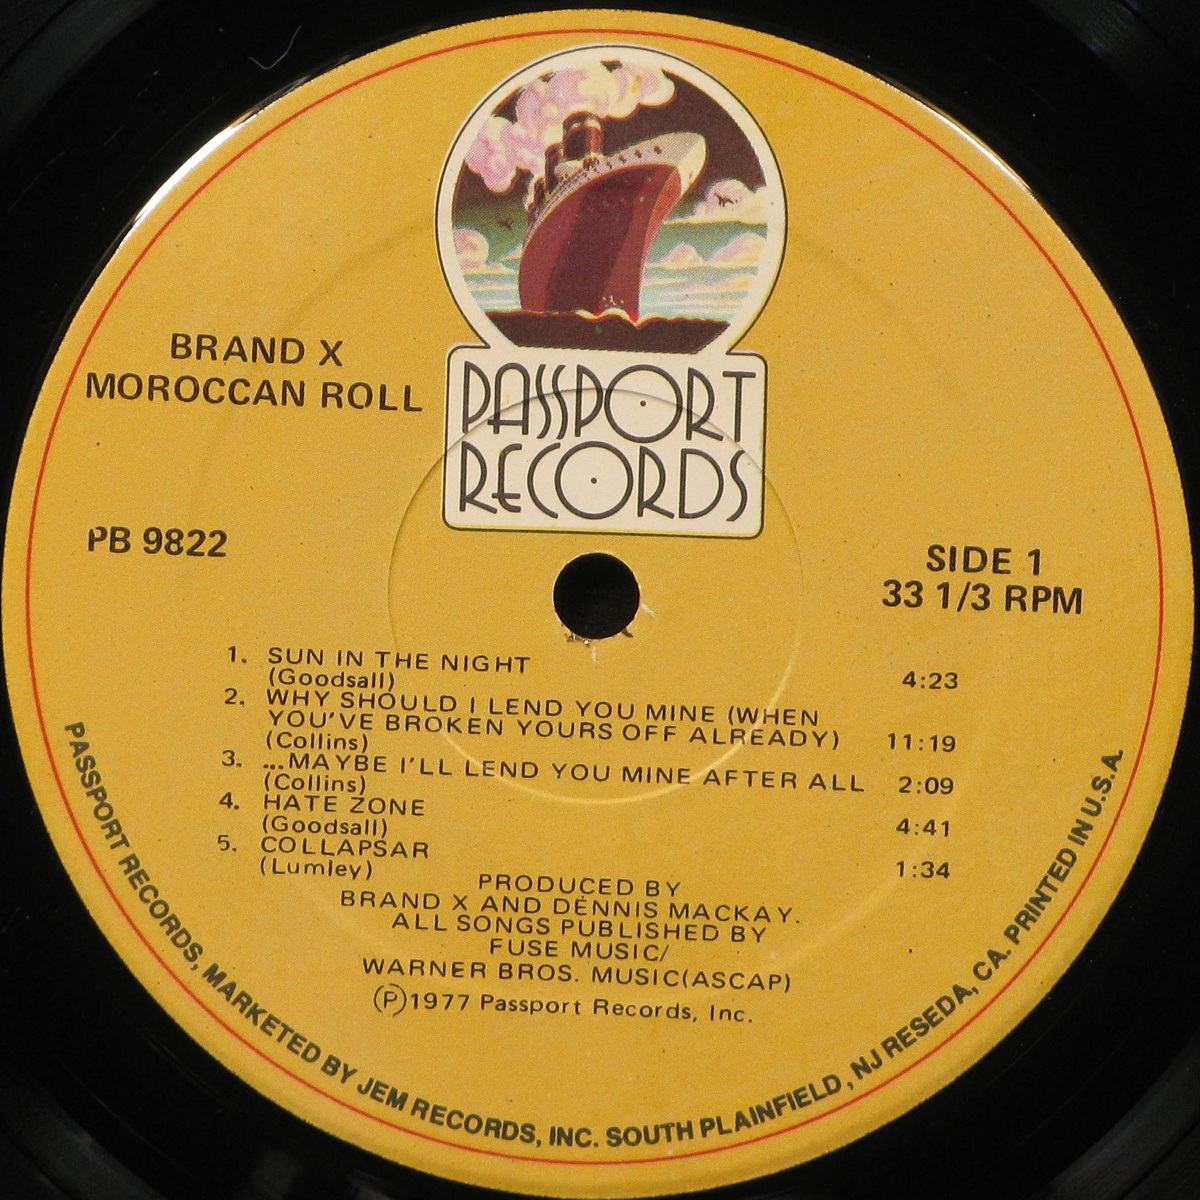 PASSPORT
RECORDS
BRAND X
MOROCCAN ROLL
PB 9822
SIDE 1
33 1/3 RPM
1. SUN IN THE NIGHT
(Goodsall) 4:23
2. WHY SHOULD I LEND YOU MINE (WHEN
YOU'VE BROKEN YOURS OFF ALREADY) 11:19
(Collins)
3. ...MAYBE I'LL LEND YOU MINE AFTER ALL 2:09
(Collins)
4. HATE ZONE
(Goodsall) 4:41
5. COLLAPSAR
(Lumley) 1:34
PRODUCED BY
BRAND X AND DENNIS MACKAY.
ALL SONGS PUBLISHED BY
FUSE MUSIC/
WARNER BROS. MUSIC(ASCAP)
Ⓟ1977 Passport Records, Inc.
PASSPORT RECORDS, MARKETED BY JEM RECORDS, INC. SOUTH PLAINFIELD, NJ RESEDA, CA. PRINTED IN U.S.A.